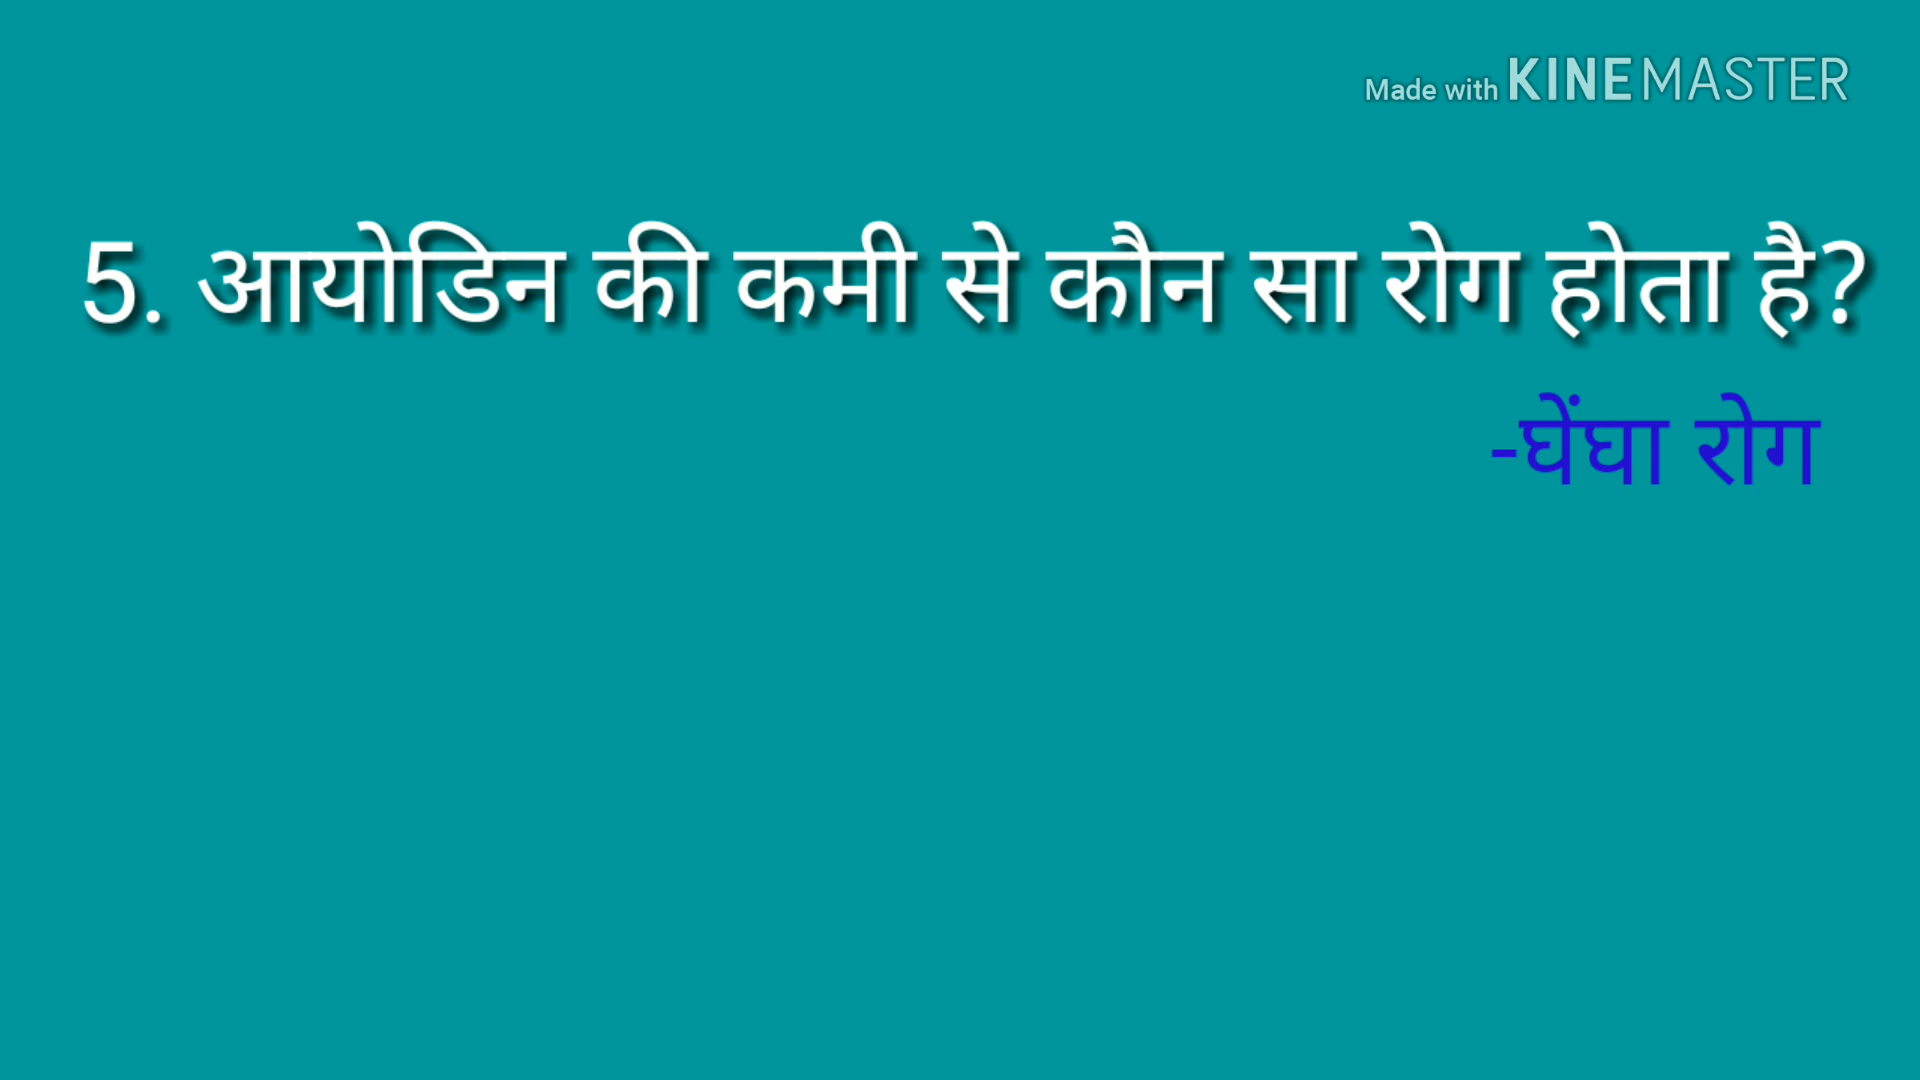 Made with KINEMASTER
5. आयोडिन की कमी से कौन सा रोग होता है?
-घेंघा रोग